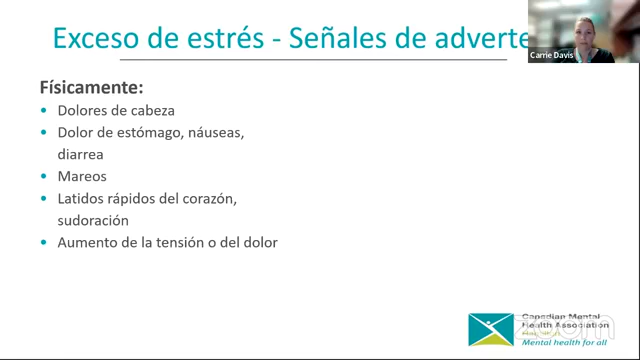 Exceso de estrés - Señales de adverte
Carrie Davis
Físicamente:
• Dolores de cabeza
• Dolor de estómago, náuseas,
diarrea
• Mareos
• Latidos rápidos del corazón,
sudoración
• Aumento de la tensión o del dolor
Canadian Mental
Health Association
zoom
Mental health for all